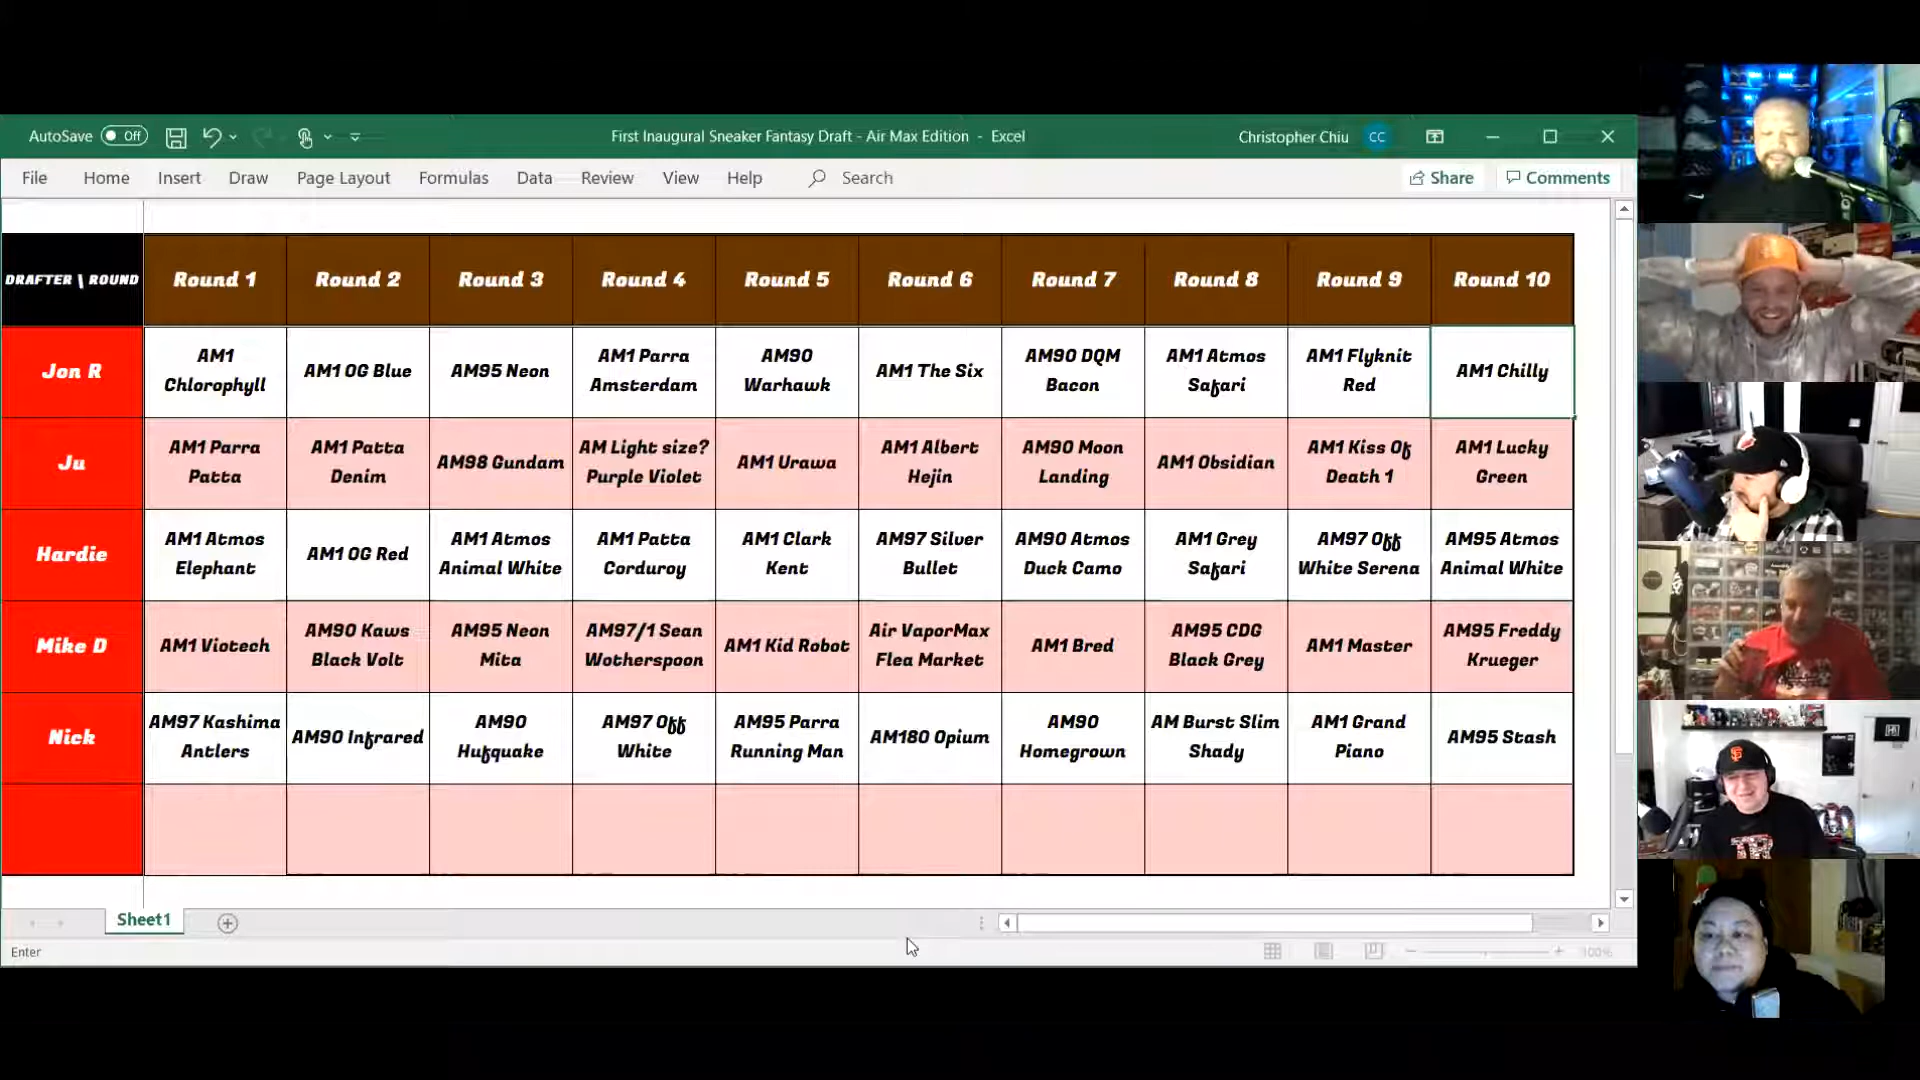 AutoSave Off
First Inaugural Sneaker Fantasy Draft - Air Max Edition - Excel
Christopher Chiu CC
File Home Insert Draw Page Layout Formulas Data Review View Help Search
Share Comments
DRAFTER \ ROUND Round 1 Round 2 Round 3 Round 4 Round 5 Round 6 Round 7 Round 8 Round 9 Round 10
Jon R
AM1
Chlorophyll
AM1 OG Blue
AM95 Neon
AM1 Parra
Amsterdam
AM90
Warhawk
AM1 The Six
AM90 DQM
Bacon
AM1 Atmos
Safari
AM1 Flyknit
Red
AM1 Chilly
Ju
AM1 Parra
Patta
AM1 Patta
Denim
AM98 Gundam
AM Light size?
Purple Violet
AM1 Urawa
AM1 Albert
Hejin
AM90 Moon
Landing
AM1 Obsidian
AM1 Kiss Of
Death 1
AM1 Lucky
Green
Hardie
AM1 Atmos
Elephant
AM1 OG Red
AM1 Atmos
Animal White
AM1 Patta
Corduroy
AM1 Clark
Kent
AM97 Silver
Bullet
AM90 Atmos
Duck Camo
AM1 Grey
Safari
AM97 Off
White Serena
AM95 Atmos
Animal White
Mike D
AM1 Viotech
AM90 Kaws
Black Volt
AM95 Neon
Mita
AM97/1 Sean
Wotherspoon
AM1 Kid Robot
Air VaporMax
Flea Market
AM1 Bred
AM95 CDG
Black Grey
AM1 Master
AM95 Freddy
Krueger
Nick
AM97 Kashima
Antlers
AM90 Infrared
AM90
Hufquake
AM97 Off
White
AM95 Parra
Running Man
AM180 Opium
AM90
Homegrown
AM Burst Slim
Shady
AM1 Grand
Piano
AM95 Stash
Sheet1
Enter
100%